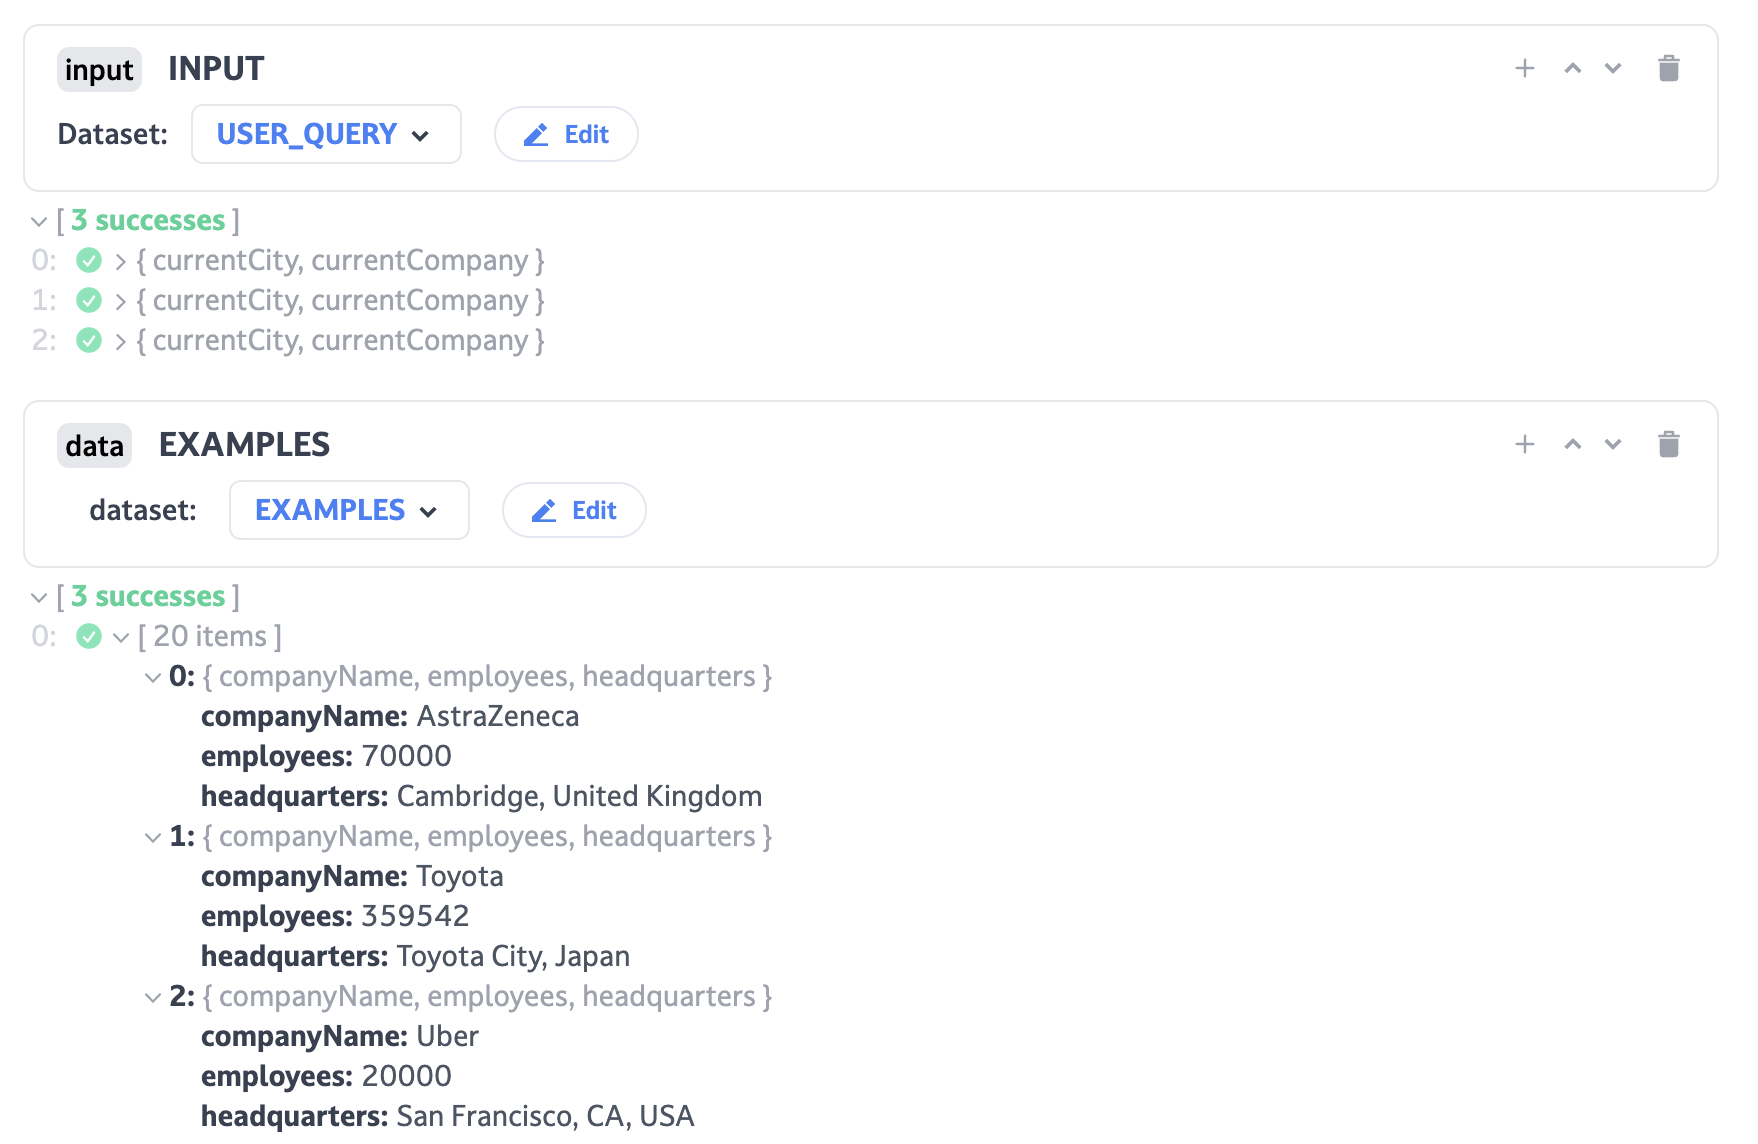 input INPUT
Dataset: USER_QUERY Edit
[ 3 successes ]
0: { currentCity, currentCompany }
1: { currentCity, currentCompany }
2: { currentCity, currentCompany }
data EXAMPLES
dataset: EXAMPLES Edit
[ 3 successes ]
0: [ 20 items ]
0: { companyName, employees, headquarters }
companyName: AstraZeneca
employees: 70000
headquarters: Cambridge, United Kingdom
1: { companyName, employees, headquarters }
companyName: Toyota
employees: 359542
headquarters: Toyota City, Japan
2: { companyName, employees, headquarters }
companyName: Uber
employees: 20000
headquarters: San Francisco, CA, USA